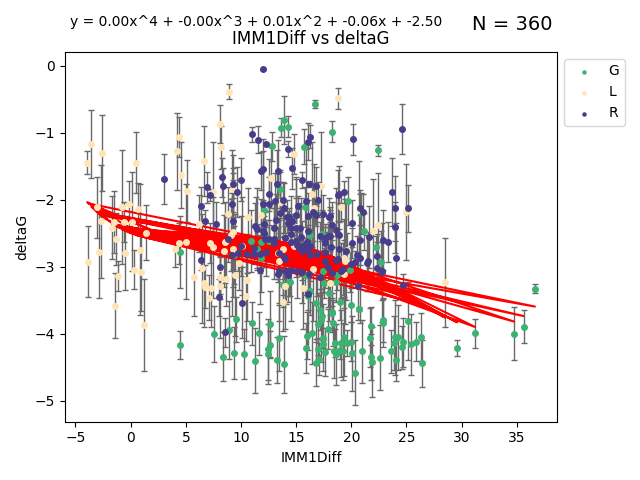 y = 0.00x^4 + -0.00x^3 + 0.01x^2 + -0.06x + -2.50
N = 360
IMM1Diff vs deltaG
G
L
R
deltaG
0
−1
−2
−3
−4
−5
−5 0 5 10 15 20 25 30 35
IMM1Diff